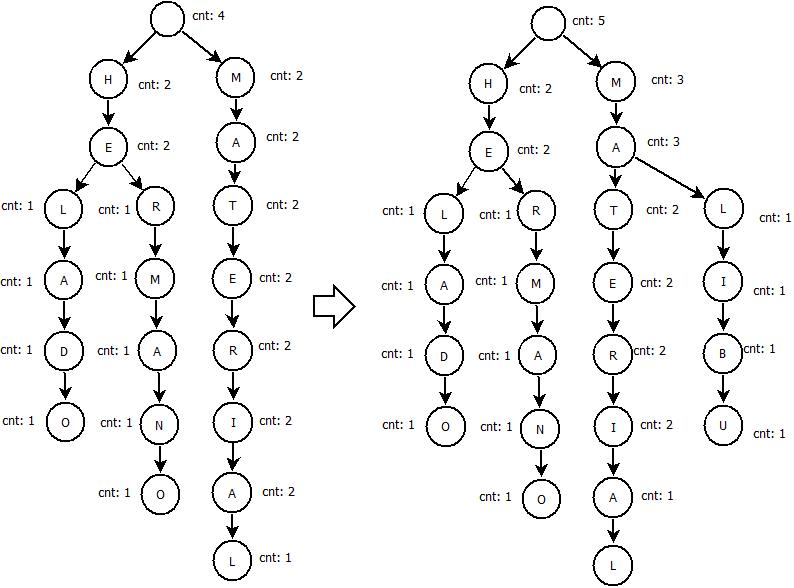 cnt: 4
H cnt: 2 M cnt: 2
E cnt: 2 A cnt: 2
cnt: 1 L cnt: 1 R T cnt: 2
cnt: 1 A cnt: 1 M E cnt: 2
cnt: 1 D cnt: 1 A R cnt: 2
cnt: 1 O cnt: 1 N I cnt: 2
cnt: 1 O A cnt: 2
L cnt: 1
cnt: 5
H cnt: 2 M cnt: 3
E cnt: 2 A cnt: 3
cnt: 1 L cnt: 1 R T cnt: 2 L cnt: 1
cnt: 1 A cnt: 1 M E cnt: 2 I cnt: 1
cnt: 1 D cnt: 1 A R cnt: 2 B cnt: 1
cnt: 1 O cnt: 1 N I cnt: 2 U cnt: 1
cnt: 1 O A cnt: 1
L